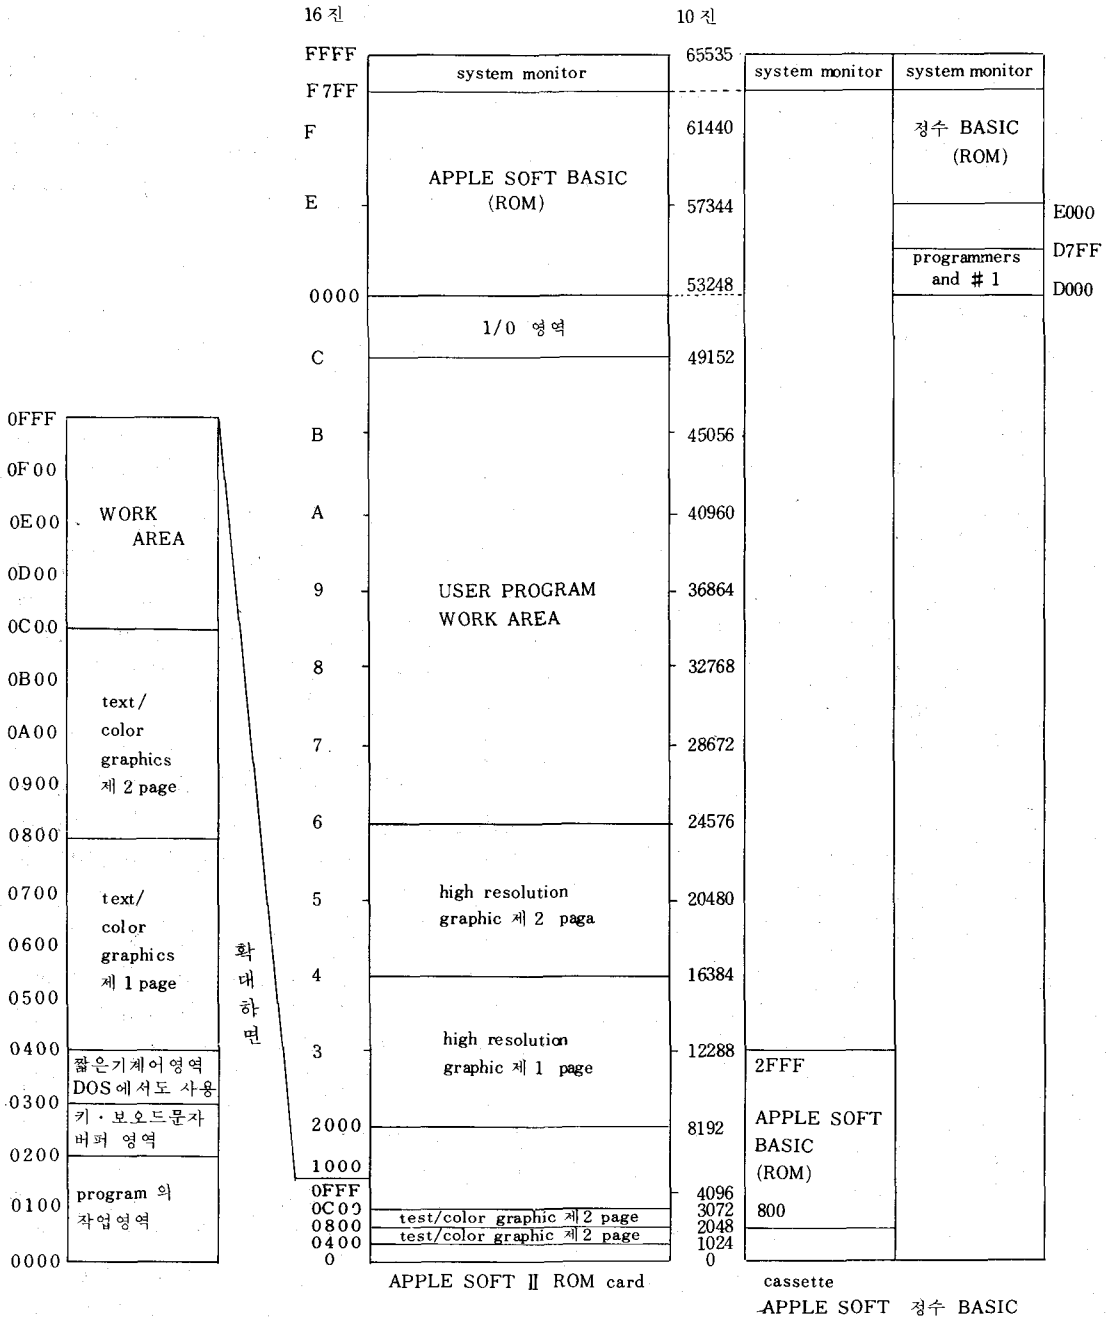 16 진
10 진
FFFF
65535
system monitor
system monitor
system monitor
F7FF
F
61440
정수 BASIC
(ROM)
APPLE SOFT BASIC
(ROM)
E
57344
E000
D7FF
programmers
and # 1
53248
D000
0000
1/0 영역
C
49152
0FFF
B
45056
0F00
WORK
AREA
0E00
A
40960
0D00
9
USER PROGRAM
WORK AREA
36864
0C00
8
32768
0B00
text/
color
graphics
제 2 page
0A00
7
28672
0900
6
24576
0800
0700
text/
color
graphics
제 1 page
5
high resolution
graphic 제 2 paga
20480
0600
확
대
하
면
4
16384
0500
0400
3
high resolution
graphic 제 1 page
12288
2FFF
짧은기계어영역
DOS에서도 사용
0300
키·보오드문자
버퍼 영역
2000
8192
APPLE SOFT
BASIC
(ROM)
0200
1000
program 의
작업영역
0FFF
4096
0100
0C00
3072
800
test/color graphic 제2 page
0800
2048
test/color graphic 제2 page
0400
1024
0000
0
0
APPLE SOFT Ⅱ ROM card
cassette
APPLE SOFT 정수 BASIC